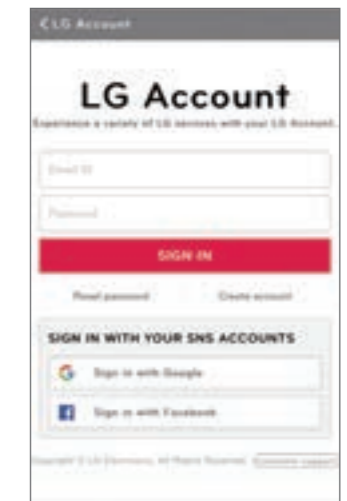 LG Account
LG Account
Experience a variety of LG services with your LG Account.
Email ID
Password
SIGN IN
Reset password
Create account
SIGN IN WITH YOUR SNS ACCOUNTS
Sign in with Google
Sign in with Facebook